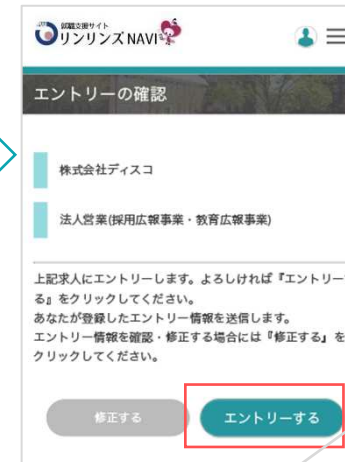 就職支援サイト
リンリンズNAVI
エントリーの確認
株式会社ディスコ
法人営業(採用広報事業・教育広報事業)
上記求人にエントリーします。よろしければ『エントリー
る』をクリックしてください。
あなたが登録したエントリー情報を送信します。
エントリー情報を確認・修正する場合には『修正する』を
クリックしてください。
修正する
エントリーする